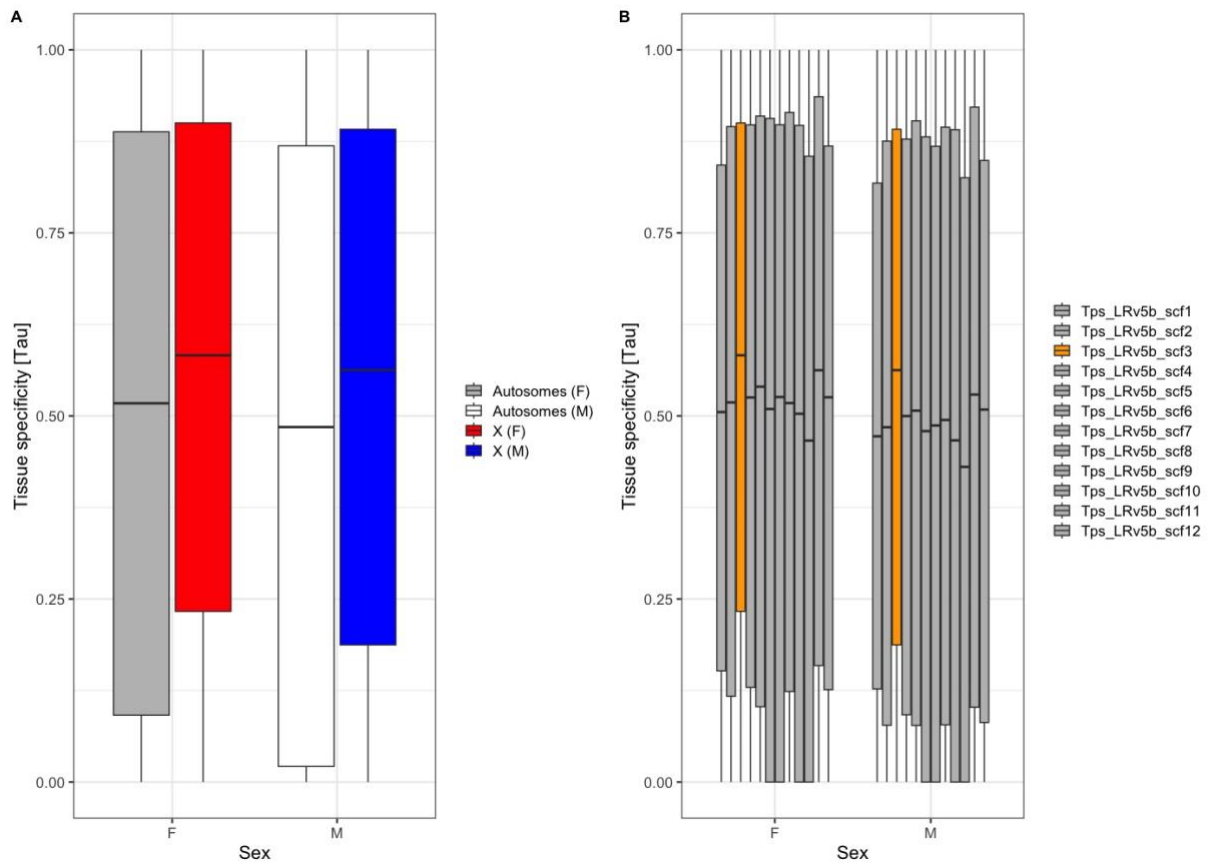 A
1.00
0.75
0.50
0.25
0.00
Tissue specificity [Tau]
F
M
Sex
Autosomes (F)
Autosomes (M)
X (F)
X (M)
B
1.00
0.75
0.50
0.25
0.00
Tissue specificity [Tau]
F
M
Sex
Tps_LRv5b_scf1
Tps_LRv5b_scf2
Tps_LRv5b_scf3
Tps_LRv5b_scf4
Tps_LRv5b_scf5
Tps_LRv5b_scf6
Tps_LRv5b_scf7
Tps_LRv5b_scf8
Tps_LRv5b_scf9
Tps_LRv5b_scf10
Tps_LRv5b_scf11
Tps_LRv5b_scf12